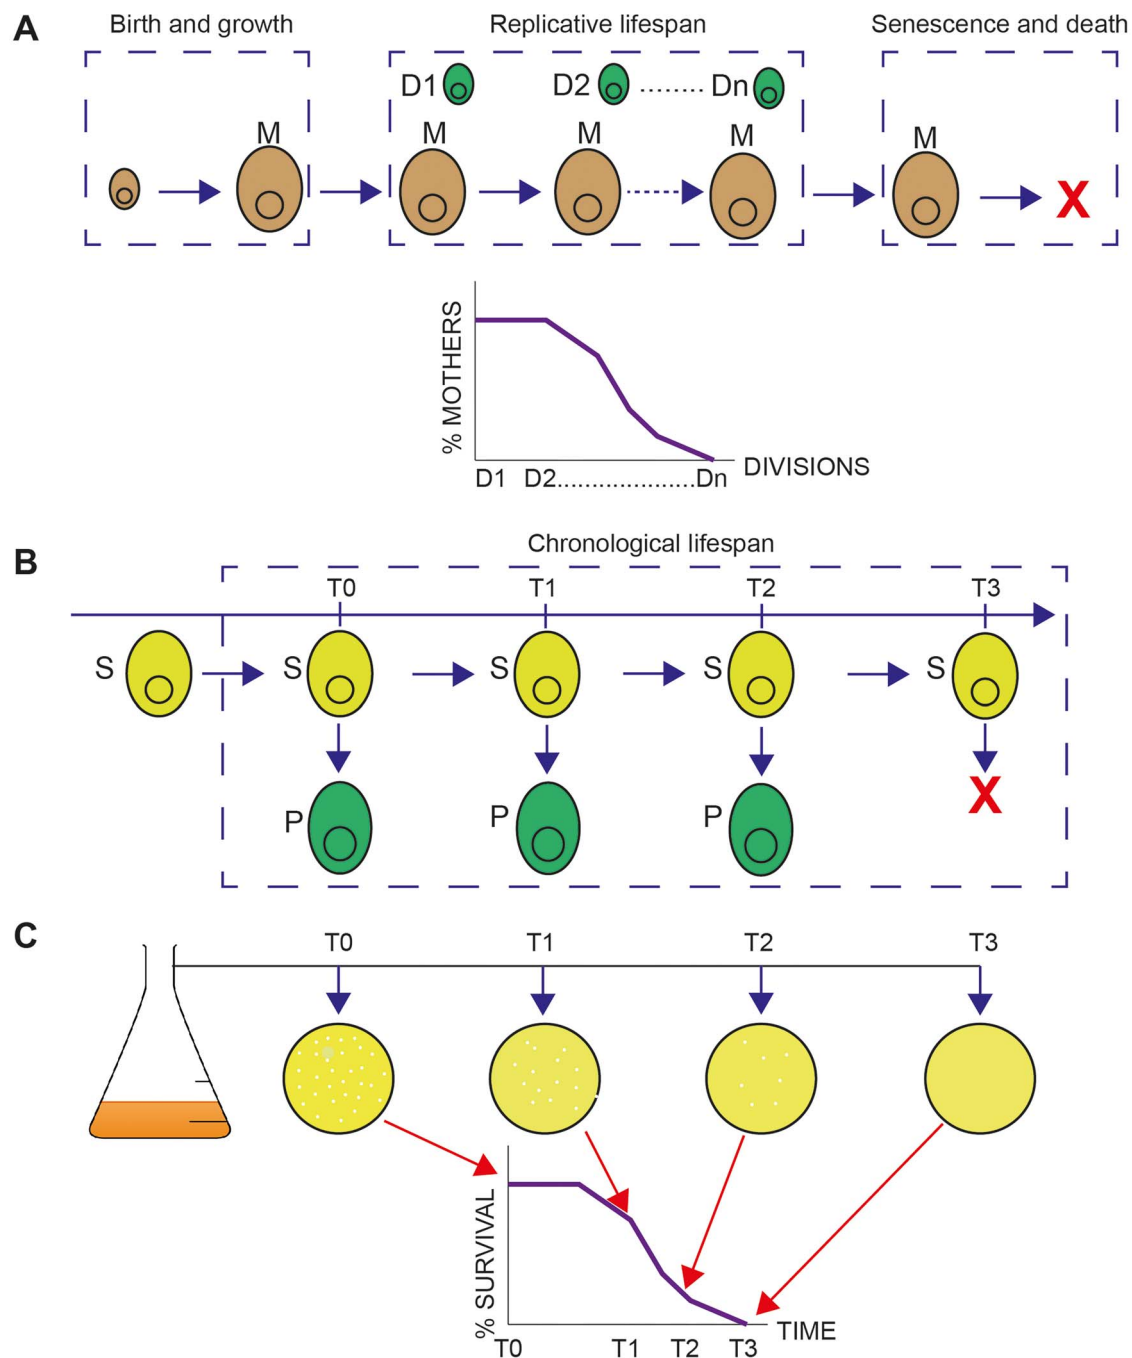 A
Birth and growth
Replicative lifespan
Senescence and death
D1
D2 ........ Dn
M
M
M
M
M
X
% MOTHERS
D1 D2....................Dn
DIVISIONS
B
Chronological lifespan
T0 T1 T2 T3
S S S S S
P P P X
C
T0 T1 T2 T3
% SURVIVAL
T0 T1 T2 T3
TIME